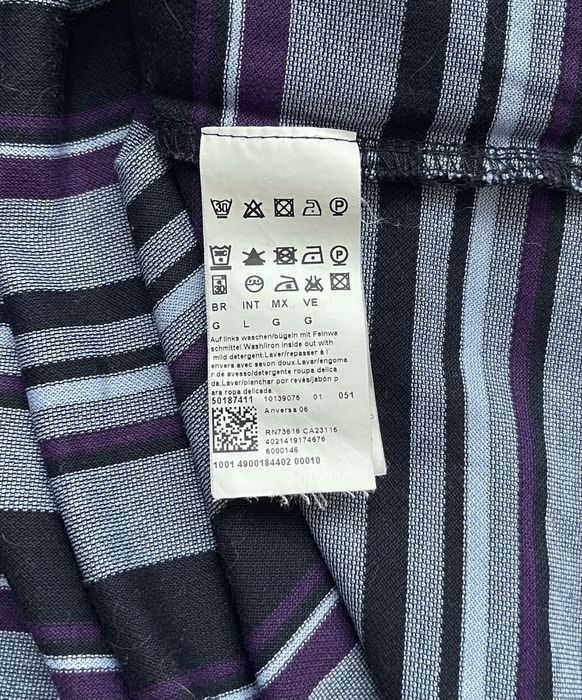 30 P
P
30
BR INT MX VE
G L G G
Auf links waschen/bügeln mit Feinwa
schmittel.Wash/iron inside out with
mild detergent.Laver/repasser à l'
envers avec savon doux.Lavar/engoma
r de avesso/detergente roupa delica
da.Lavar/planchar por revés/jabón p
ara ropa delicada.
50187411 10139075 01 051
Anversa 06
RN73616 CA23116
4021419174676
6000146
1001 4900184402 00010